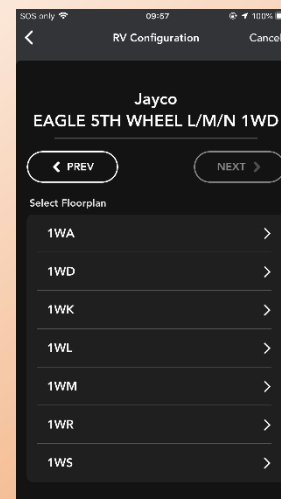 SOS only 09:57 100%
RV Configuration Cancel
Jayco
EAGLE 5TH WHEEL L/M/N 1WD
PREV NEXT
Select Floorplan
1WA
1WD
1WK
1WL
1WM
1WR
1WS